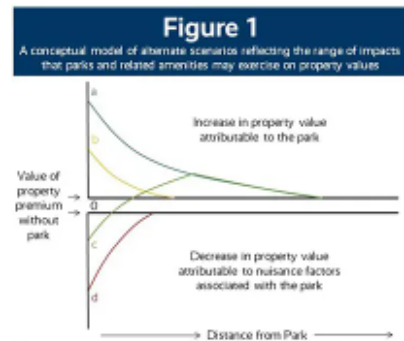 Figure 1
A conceptual model of alternate scenarios reflecting the range of impacts
that parks and related amenities may exercise on property values
a
Increase in property value
attributable to the park
b
Value of
property
premium
without
park
0
c
Decrease in property value
attributable to nuisance factors
associated with the park
d
Distance from Park